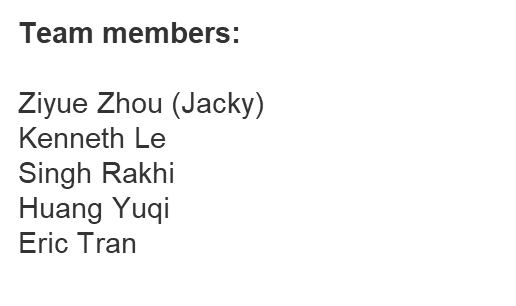 Team members:
Ziyue Zhou (Jacky)
Kenneth Le
Singh Rakhi
Huang Yuqi
Eric Tran